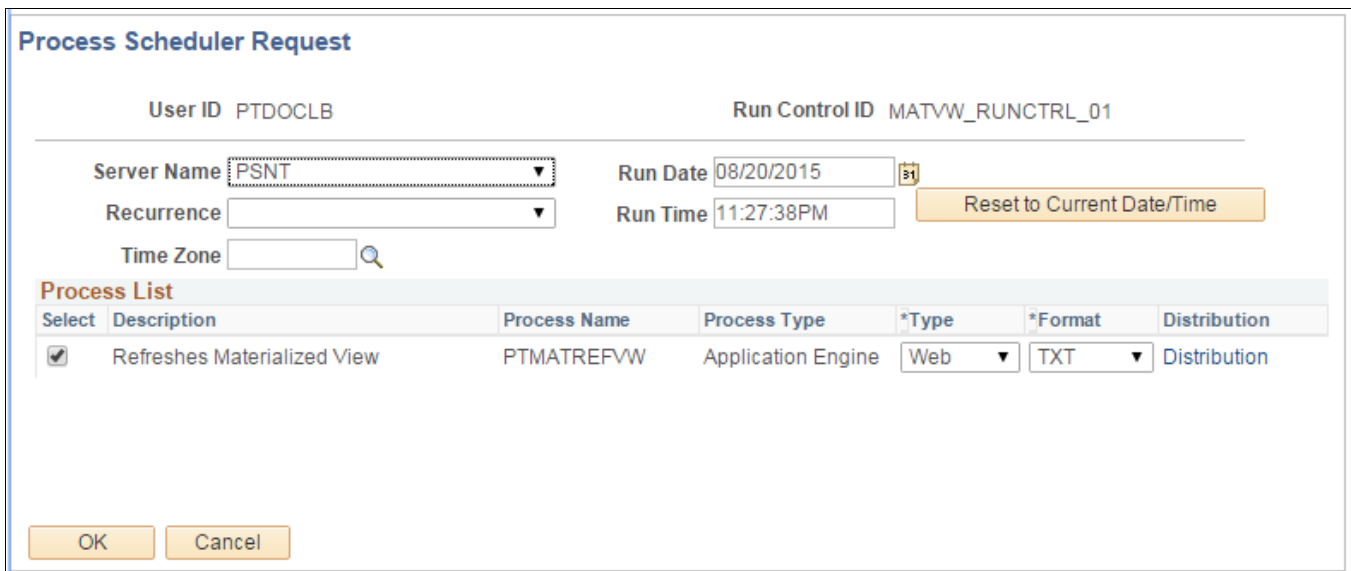 Process Scheduler Request
User ID PTDOCLB Run Control ID MATVW_RUNCTRL_01
Server Name PSNT Run Date 08/20/2015 31
Recurrence Run Time 11:27:38PM Reset to Current Date/Time
Time Zone
Process List
Select Description Process Name Process Type *Type *Format Distribution
Refreshes Materialized View PTMATREFVW Application Engine Web TXT Distribution
OK Cancel